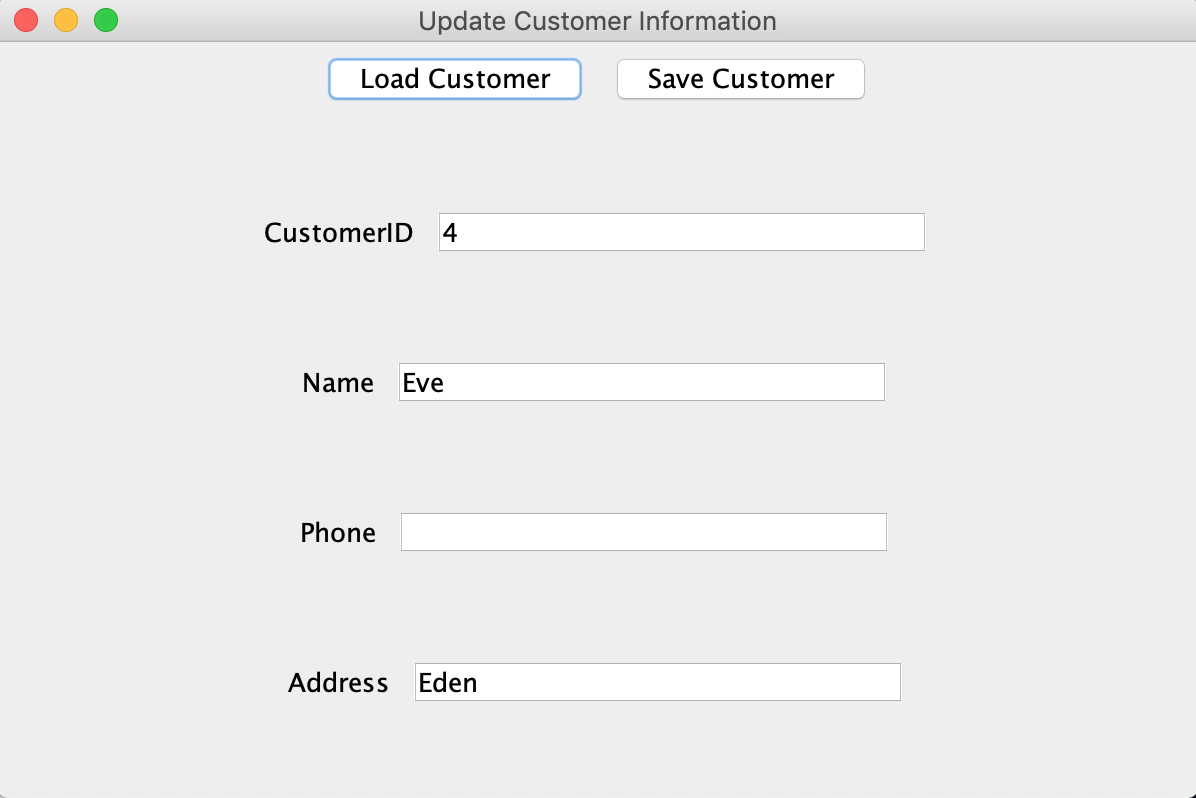 Update Customer Information
Load Customer Save Customer
CustomerID 4
Name Eve
Phone
Address Eden